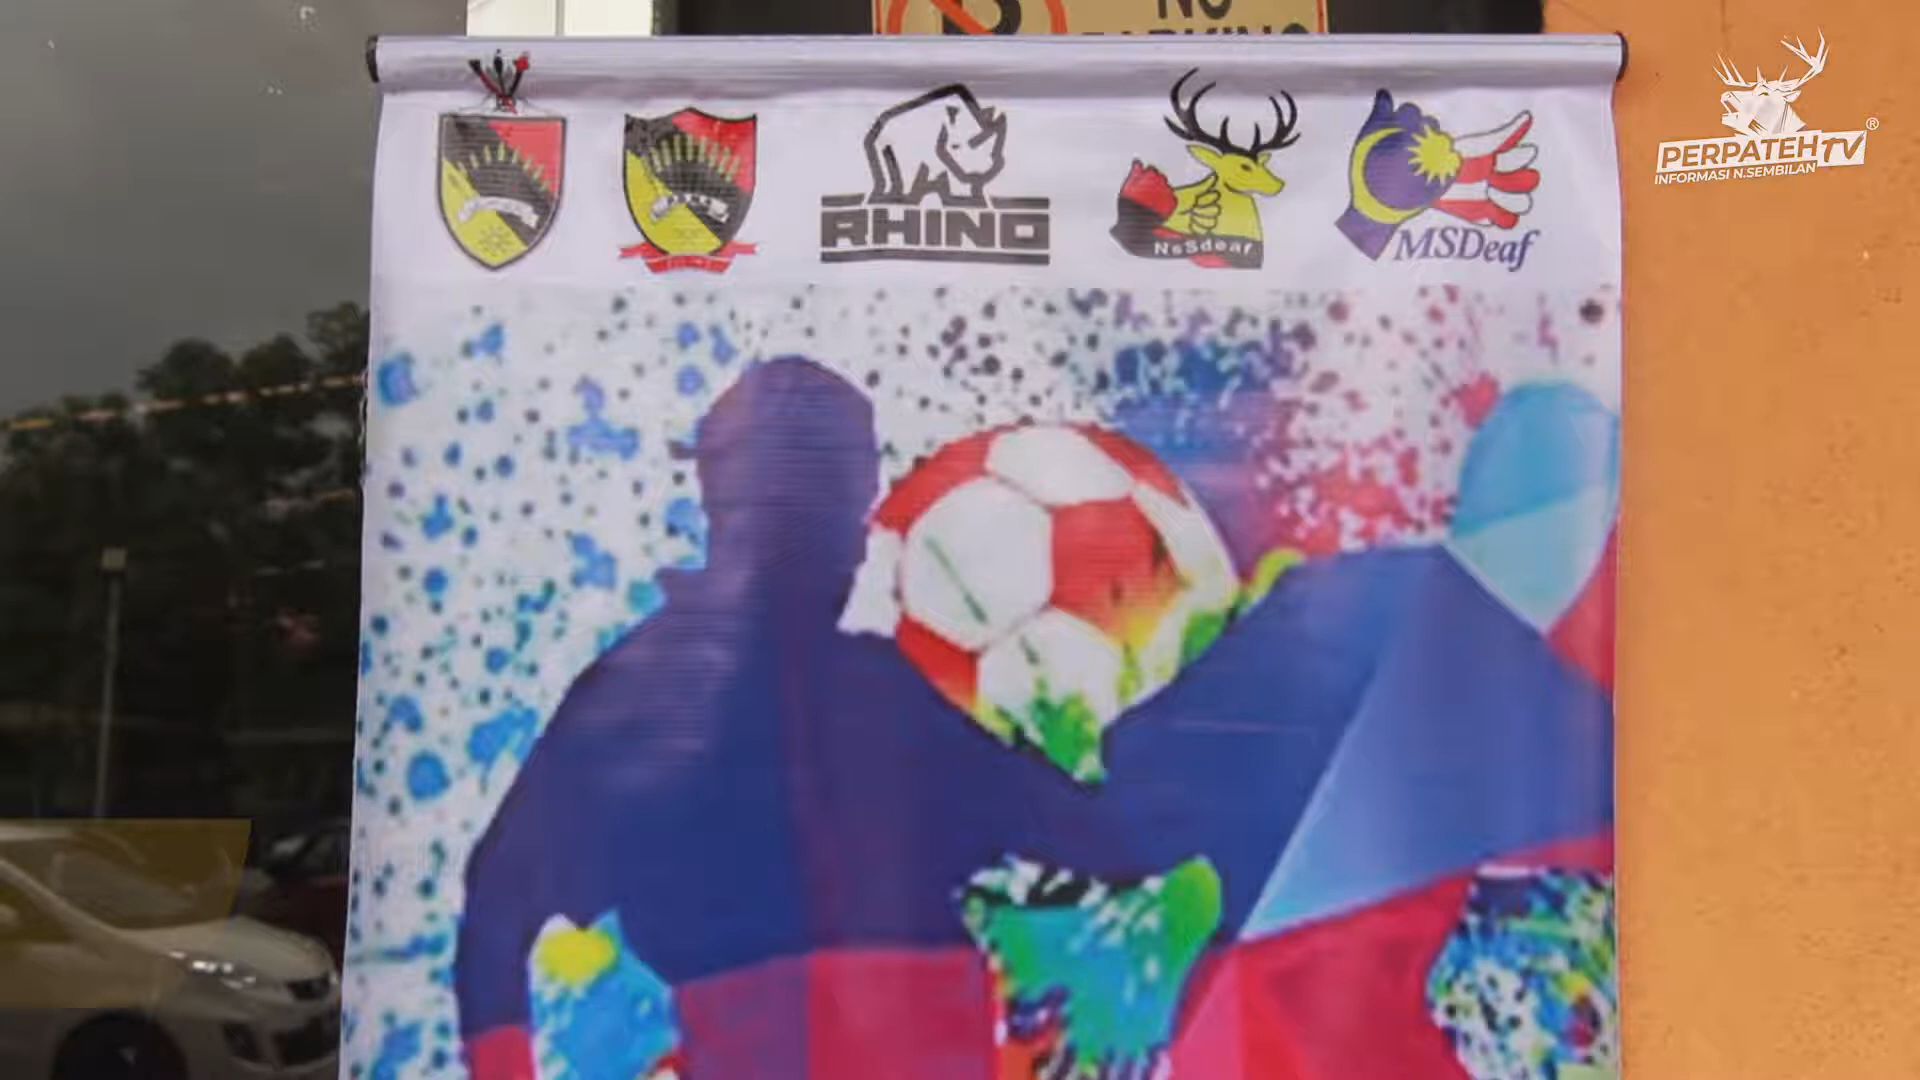 NO
PARKING
RHINO
NsSdeaf
MSDeaf
PERPATEH TV
INFORMASI N.SEMBILAN